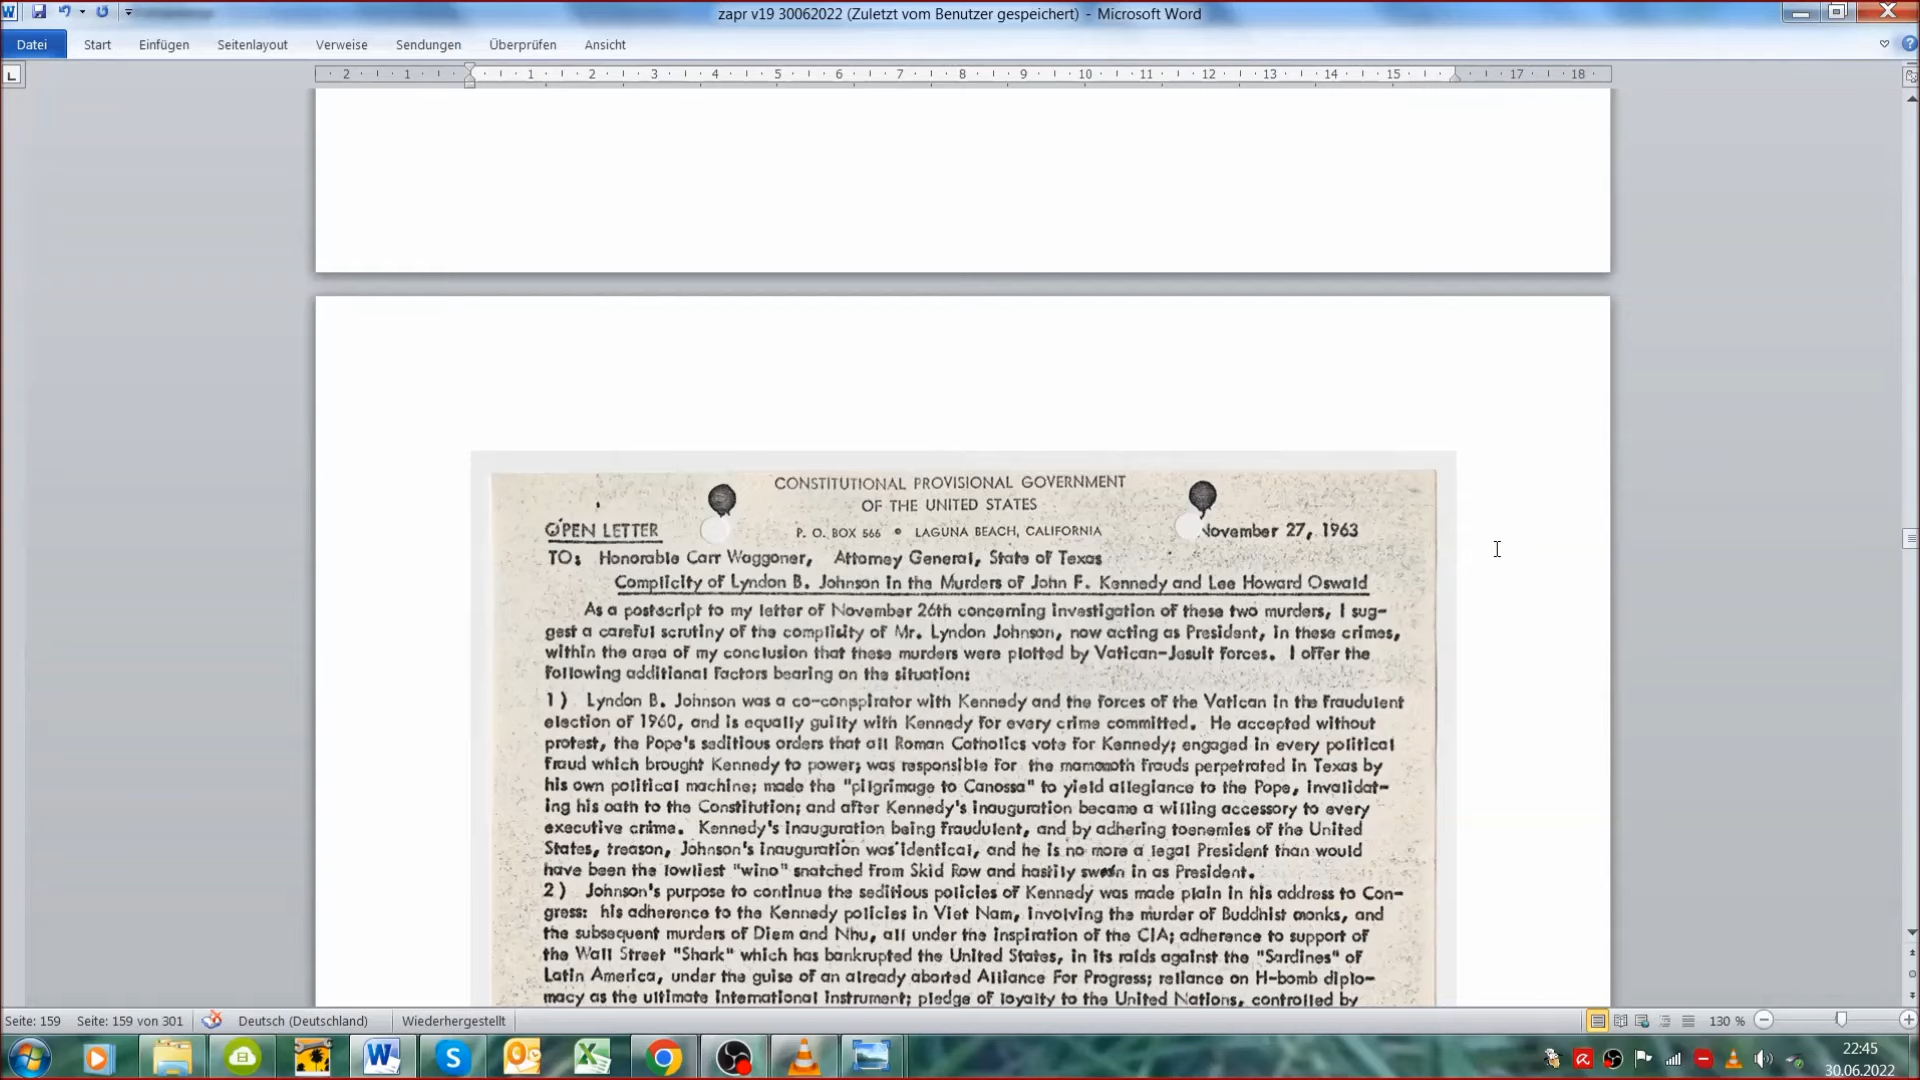 zapr v19 30062022 (Zuletzt vom Benutzer gespeichert) - Microsoft Word
Datei Start Einfügen Seitenlayout Verweise Sendungen Überprüfen Ansicht
2 1 1 2 3 4 5 6 7 8 9 10 11 12 13 14 15 17 18
CONSTITUTIONAL PROVISIONAL GOVERNMENT
OF THE UNITED STATES
OPEN LETTER P. O. BOX 566 • LAGUNA BEACH, CALIFORNIA November 27, 1963
TO: Honorable Carr Waggoner, Attorney General, State of Texas
Complicity of Lyndon B. Johnson in the Murders of John F. Kennedy and Lee Howard Oswald
As a postscript to my letter of November 26th concerning investigation of these two murders, I sug-
gest a careful scrutiny of the complicity of Mr. Lyndon Johnson, now acting as President, in these crimes,
within the area of my conclusion that these murders were plotted by Vatican-Jesuit forces. I offer the
following additional factors bearing on the situation:
1) Lyndon B. Johnson was a co-conspirator with Kennedy and the forces of the Vatican in the fraudulent
election of 1960, and is equally guilty with Kennedy for every crime committed. He accepted without
protest, the Pope's seditious orders that all Roman Catholics vote for Kennedy; engaged in every political
fraud which brought Kennedy to power; was responsible for the mammoth frauds perpetrated in Texas by
his own political machine; made the "pilgrimage to Canossa" to yield allegiance to the Pope, invalidat-
ing his oath to the Constitution; and after Kennedy's inauguration became a willing accessory to every
executive crime. Kennedy's inauguration being fraudulent, and by adhering toenemies of the United
States, treason, Johnson's inauguration was identical, and he is no more a legal President than would
have been the lowliest "wino" snatched from Skid Row and hastily sworn in as President.
2) Johnson's purpose to continue the seditious policies of Kennedy was made plain in his address to Con-
gress: his adherence to the Kennedy policies in Viet Nam, involving the murder of Buddhist monks, and
the subsequent murders of Diem and Nhu, all under the inspiration of the CIA; adherence to support of
the Wall Street "Shark" which has bankrupted the United States, in its raids against the "Sardines" of
Latin America, under the guise of an already aborted Alliance For Progress; reliance on H-bomb diplo-
macy as the ultimate international instrument; pledge of loyalty to the United Nations, controlled by
Seite: 159 Seite: 159 von 301 Deutsch (Deutschland) Wiederhergestellt 130 %
22:45
30.06.2022